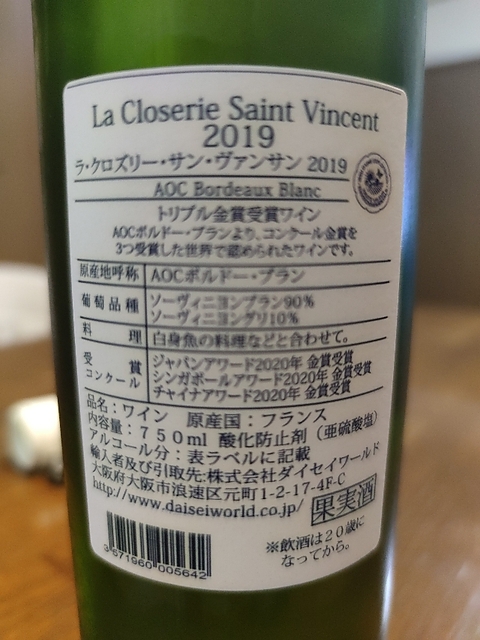 La Closerie Saint Vincent
2019
ラ・クロズリー・サン・ヴァンサン 2019
AOC Bordeaux Blanc
トリプル金賞受賞ワイン
AOCボルドー・ブランより、コンクール金賞を
3つ受賞した世界で認められたワインです。
原産地呼称 AOCボルドー・ブラン
葡萄品種 ソーヴィニヨンブラン90%
ソーヴィニヨングリ10%
料理 白身魚の料理などと合わせて。
受賞 ジャパンアワード2020年 金賞受賞
コンクール シンガポールアワード2020年 金賞受賞
チャイナアワード2020年 金賞受賞
品名：ワイン 原産国：フランス
内容量：750ml 酸化防止剤（亜硫酸塩）
アルコール分：表ラベルに記載
輸入者及び引取先:株式会社ダイセイワールド
大阪府大阪市浪速区元町1-2-17-4F-C
http://www.daiseiworld.co.jp/
果実酒
※飲酒は20歳に
なってから。
3 571960 005642